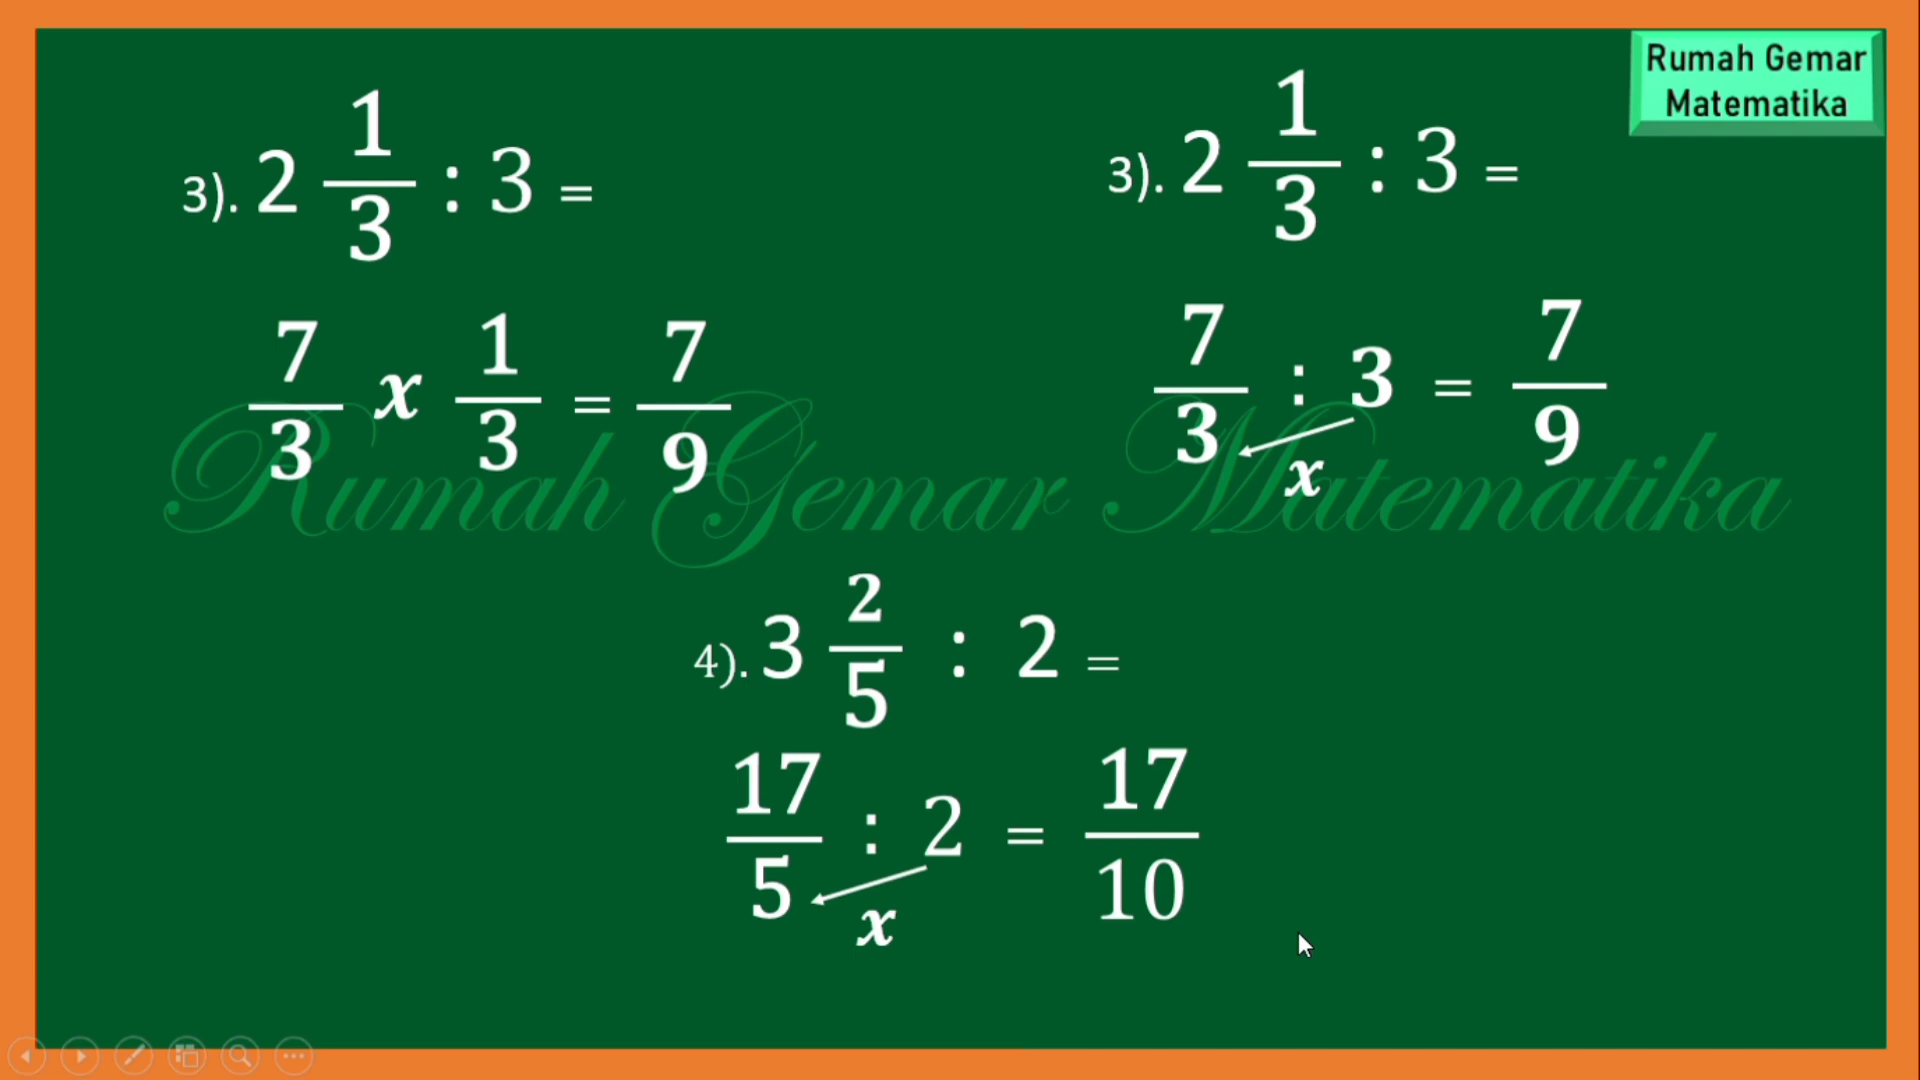 Rumah Gemar
Matematika
3). 2 1/3 : 3 =
7/3 x 1/3 = 7/9
3). 2 1/3 : 3 =
7/3 : 3 = 7/9
x
Rumah Gemar Matematika
4). 3 2/5 : 2 =
17/5 : 2 = 17/10
x